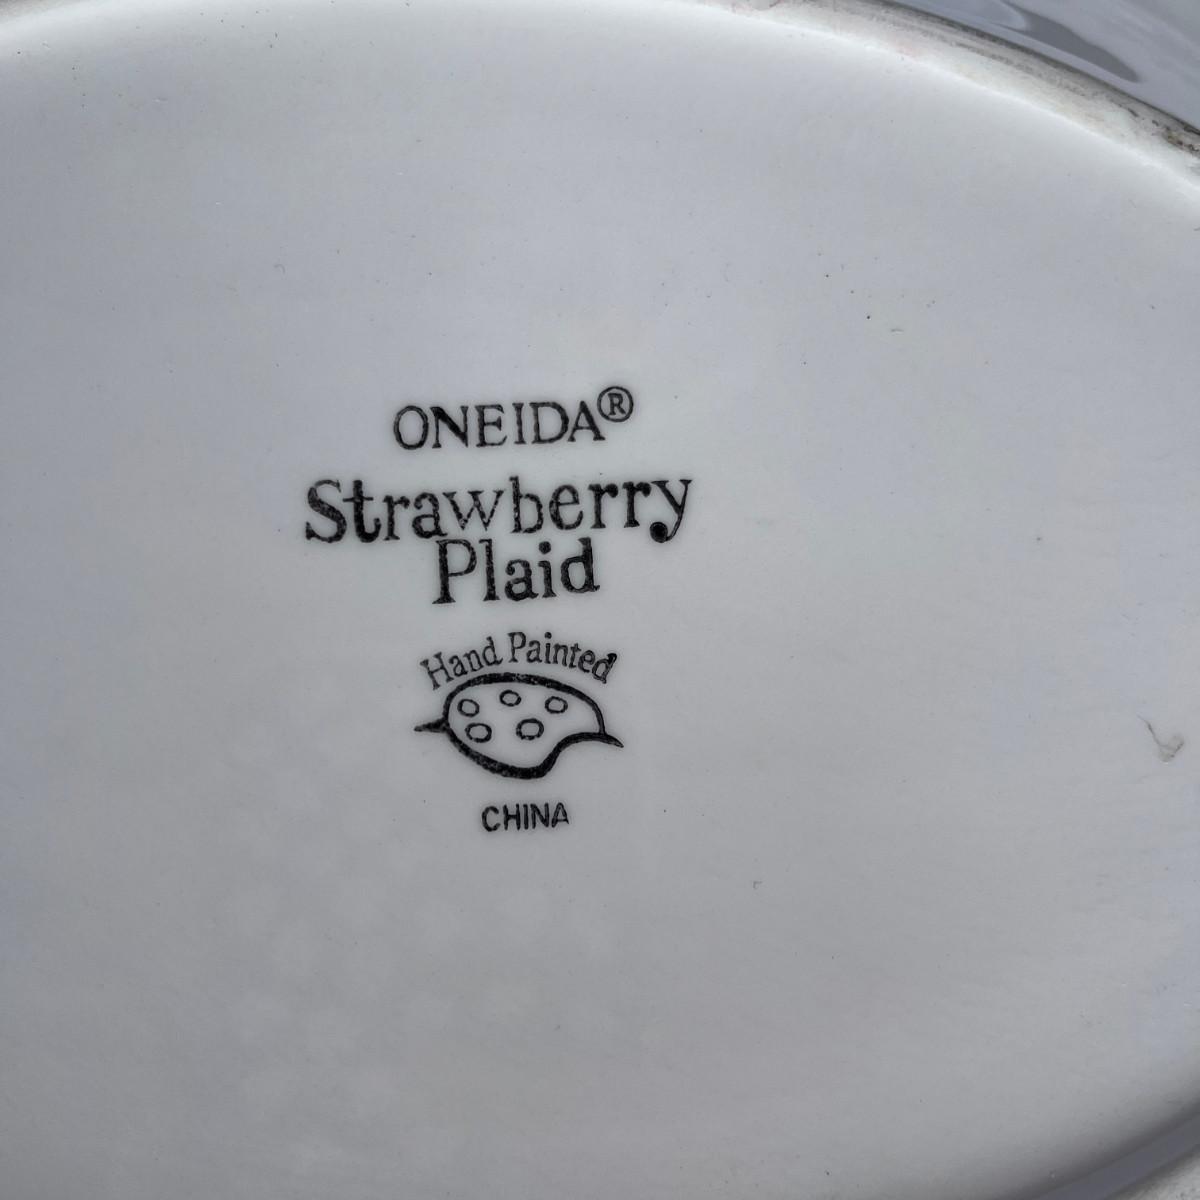 ONEIDA®
Strawberry
Plaid
Hand Painted
CHINA